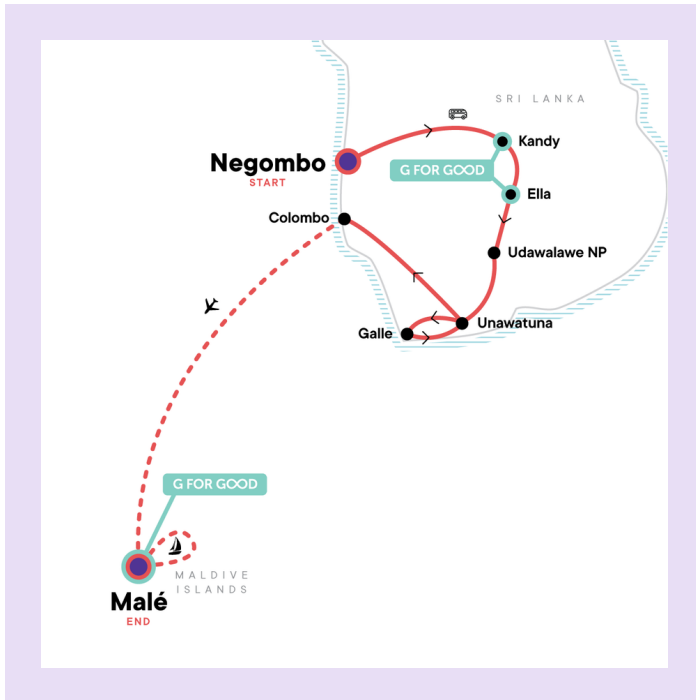 SRI LANKA
Kandy
Negombo
START
G FOR GOOD
Ella
Colombo
Udawalawe NP
Unawatuna
Galle
G FOR GOOD
MALDIVE
ISLANDS
Malé
END